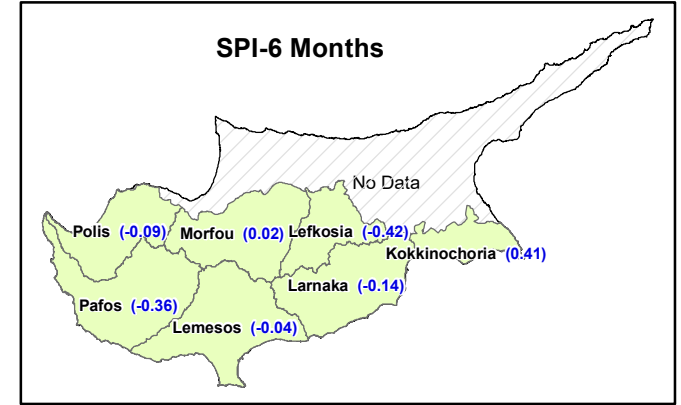 SPI-6 Months
No Data
Polis (-0.09)
Morfou (0.02)
Lefkosia (-0.42)
Kokkinochoria (0.41)
Larnaka (-0.14)
Pafos (-0.36)
Lemesos (-0.04)